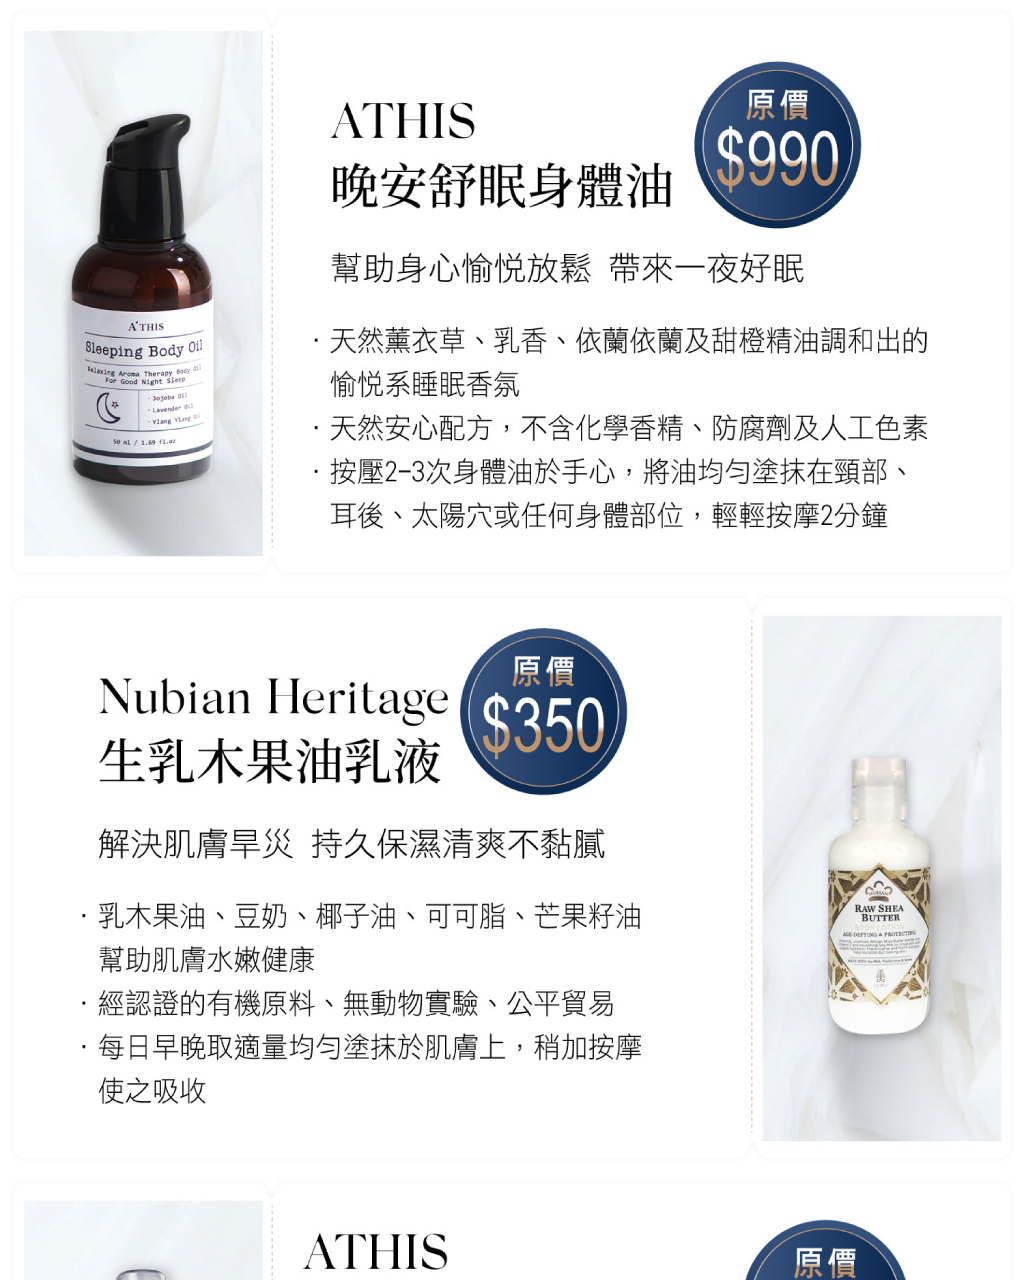 ATHIS
晚安舒眠身體油
原價
$990
幫助身心愉悅放鬆 帶來一夜好眠
· 天然薰衣草、乳香、依蘭依蘭及甜橙精油調和出的
愉悅系睡眠香氛
· 天然安心配方，不含化學香精、防腐劑及人工色素
· 按壓2-3次身體油於手心，將油均勻塗抹在頸部、
耳後、太陽穴或任何身體部位，輕輕按摩2分鐘
A'THIS
Sleeping Body Oil
Relaxing Aroma Therapy Body Oil
For Good Night Sleep
· Jojoba Oil
· Lavender Oil
· Ylang Ylang Oil
50 ml / 1.69 fl.oz
Nubian Heritage
生乳木果油乳液
原價
$350
解決肌膚旱災 持久保濕清爽不黏膩
· 乳木果油、豆奶、椰子油、可可脂、芒果籽油
幫助肌膚水嫩健康
· 經認證的有機原料、無動物實驗、公平貿易
· 每日早晚取適量均勻塗抹於肌膚上，稍加按摩
使之吸收
RAW SHEA
BUTTER
BODY LOTION
AGE-DEFYING & PROTECTING
ATHIS
原價